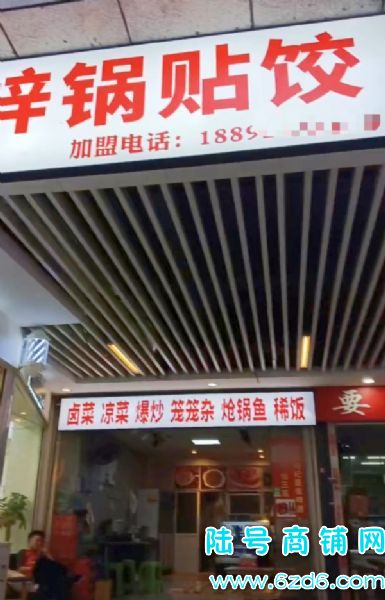 锅贴饺
加盟电话：1889
卤菜 凉菜 爆炒 笼笼杂 炝锅鱼 稀饭
要
陆号商铺网
www.6zd6.com